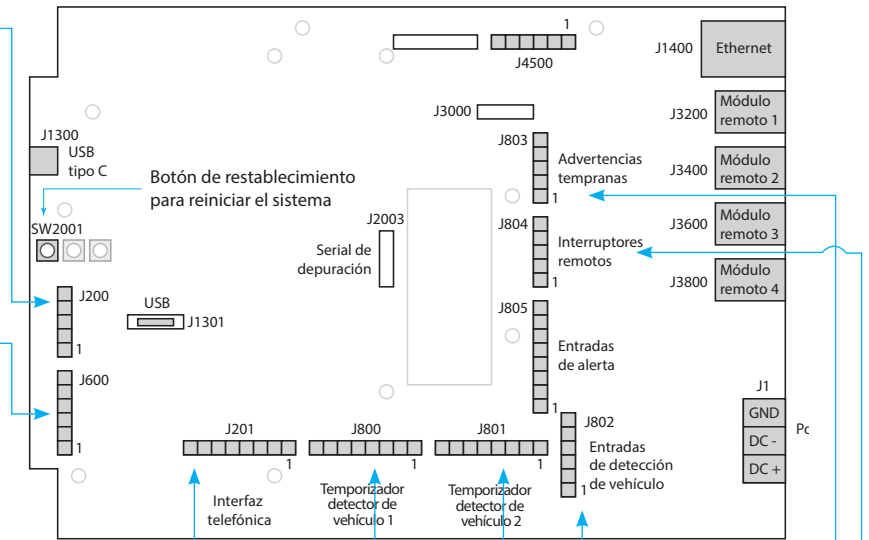 1
J4500
J1400
Ethernet
J3000
J3200
Módulo
remoto 1
J803
Advertencias
tempranas
1
J1300
USB
tipo C
J3400
Módulo
remoto 2
Botón de restablecimiento
para reiniciar el sistema
SW2001
J2003
Serial de
depuración
J804
Interruptores
remotos
1
J3600
Módulo
remoto 3
J3800
Módulo
remoto 4
J200
1
USB
J1301
J805
Entradas
de alerta
1
J600
1
J1
GND
DC -
DC +
J201
1
Interfaz
telefónica
J800
1
Temporizador
detector de
vehículo 1
J801
1
Temporizador
detector de
vehículo 2
J802
Entradas
de detección
de vehículo
1